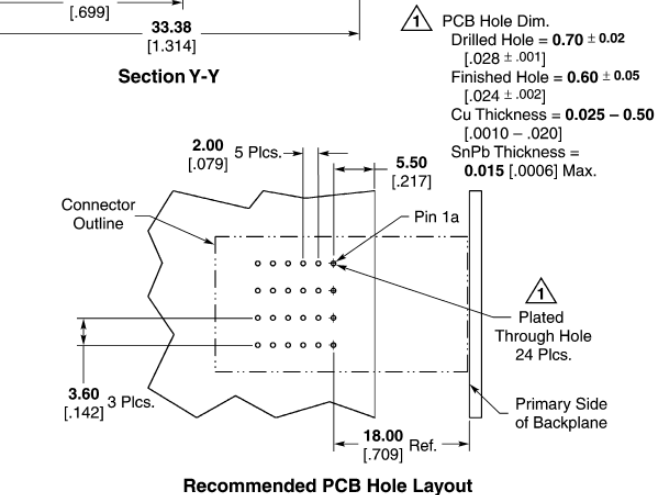 [.699]
33.38
[1.314]
Section Y-Y
1 PCB Hole Dim.
Drilled Hole = 0.70 ± 0.02
[.028 ± .001]
Finished Hole = 0.60 ± 0.05
[.024 ± .002]
Cu Thickness = 0.025 – 0.50
[.0010 – .020]
SnPb Thickness =
0.015 [.0006] Max.
2.00
[.079]
5 Plcs.
5.50
[.217]
Connector
Outline
Pin 1a
1
Plated
Through Hole
24 Plcs.
3.60
[.142]
3 Plcs.
Primary Side
of Backplane
18.00
[.709]
Ref.
Recommended PCB Hole Layout